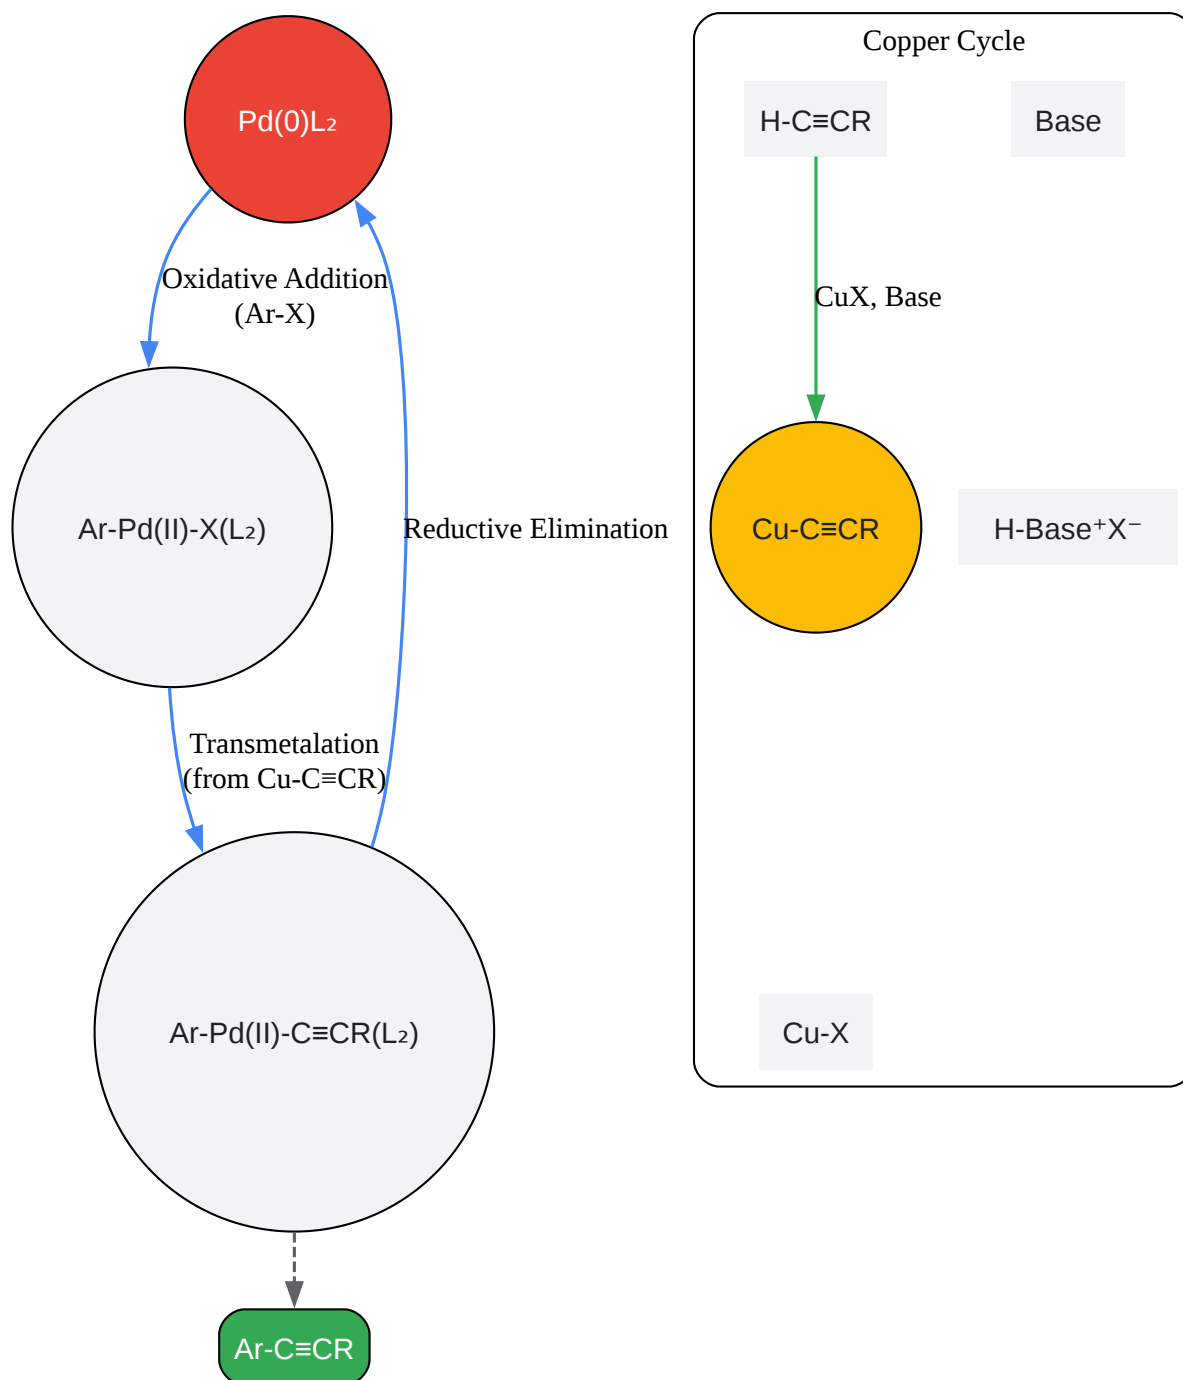 Copper Cycle
Pd(0)L₂
H-C≡CR
Base
Oxidative Addition
(Ar-X)
CuX, Base
Ar-Pd(II)-X(L₂)
Reductive Elimination
Cu-C≡CR
H-Base⁺X⁻
Transmetalation
(from Cu-C≡CR)
Ar-Pd(II)-C≡CR(L₂)
Cu-X
Ar-C≡CR